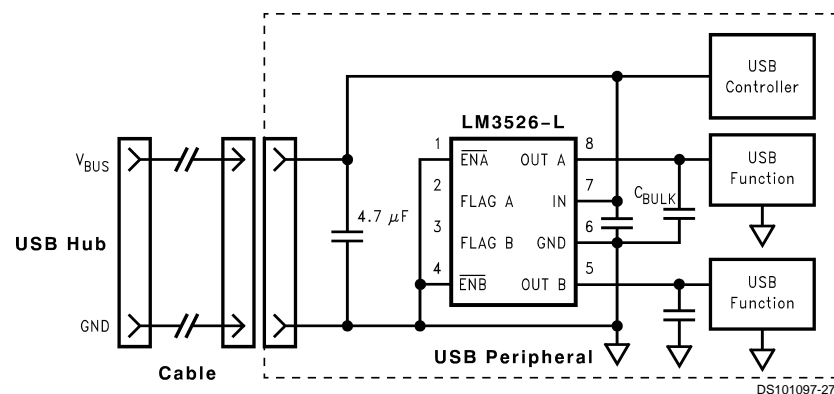 USB
Controller
LM3526-L
1
8
V_BUS
ENA
OUT A
USB
Function
2
7
FLAG A
IN
C_BULK
4.7 µF
3
6
USB Hub
FLAG B
GND
4
5
ENB
OUT B
USB
Function
GND
USB Peripheral
Cable
DS101097-27